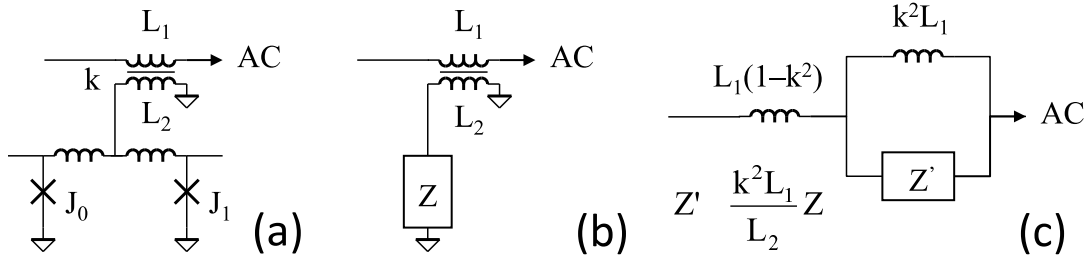 L₁
AC
k
L₂
J₀
J₁
(a)
L₁
AC
L₂
Z
(b)
k²L₁
L₁(1–k²)
AC
Z’
Z' k²L₁/L₂ Z
(c)